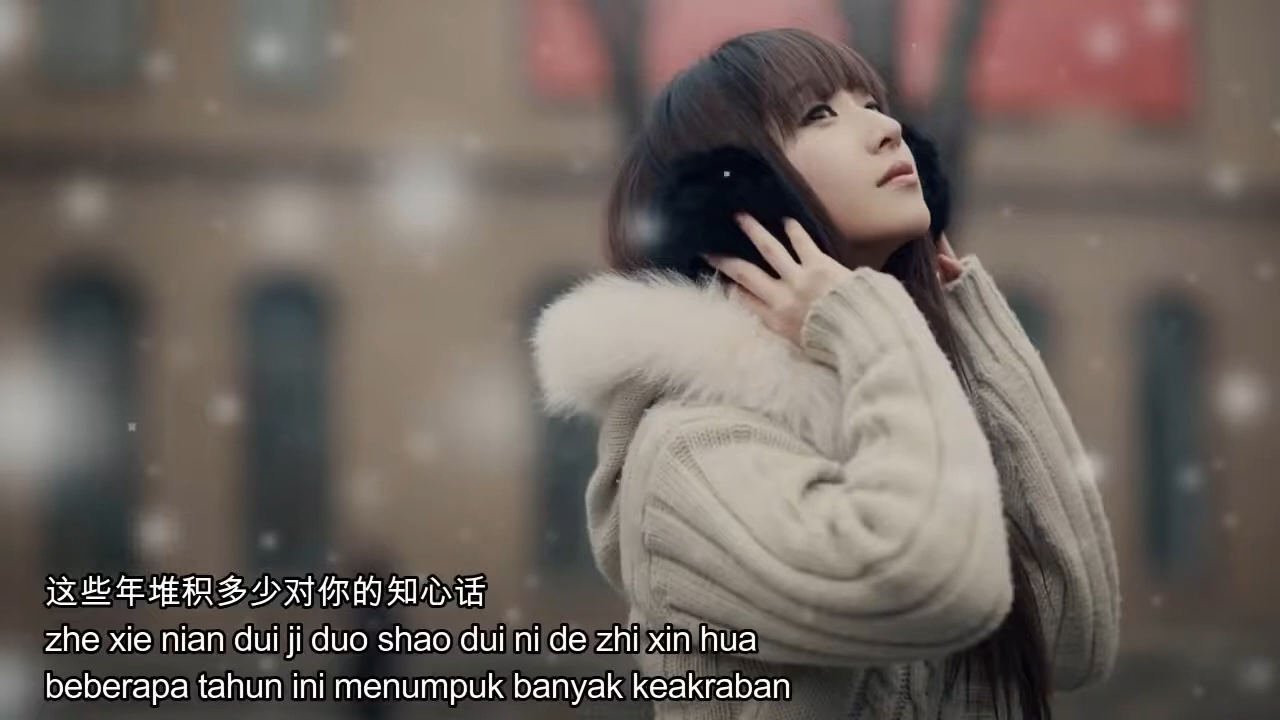 这些年堆积多少对你的知心话
zhe xie nian dui ji duo shao dui ni de zhi xin hua
beberapa tahun ini menumpuk banyak keakraban